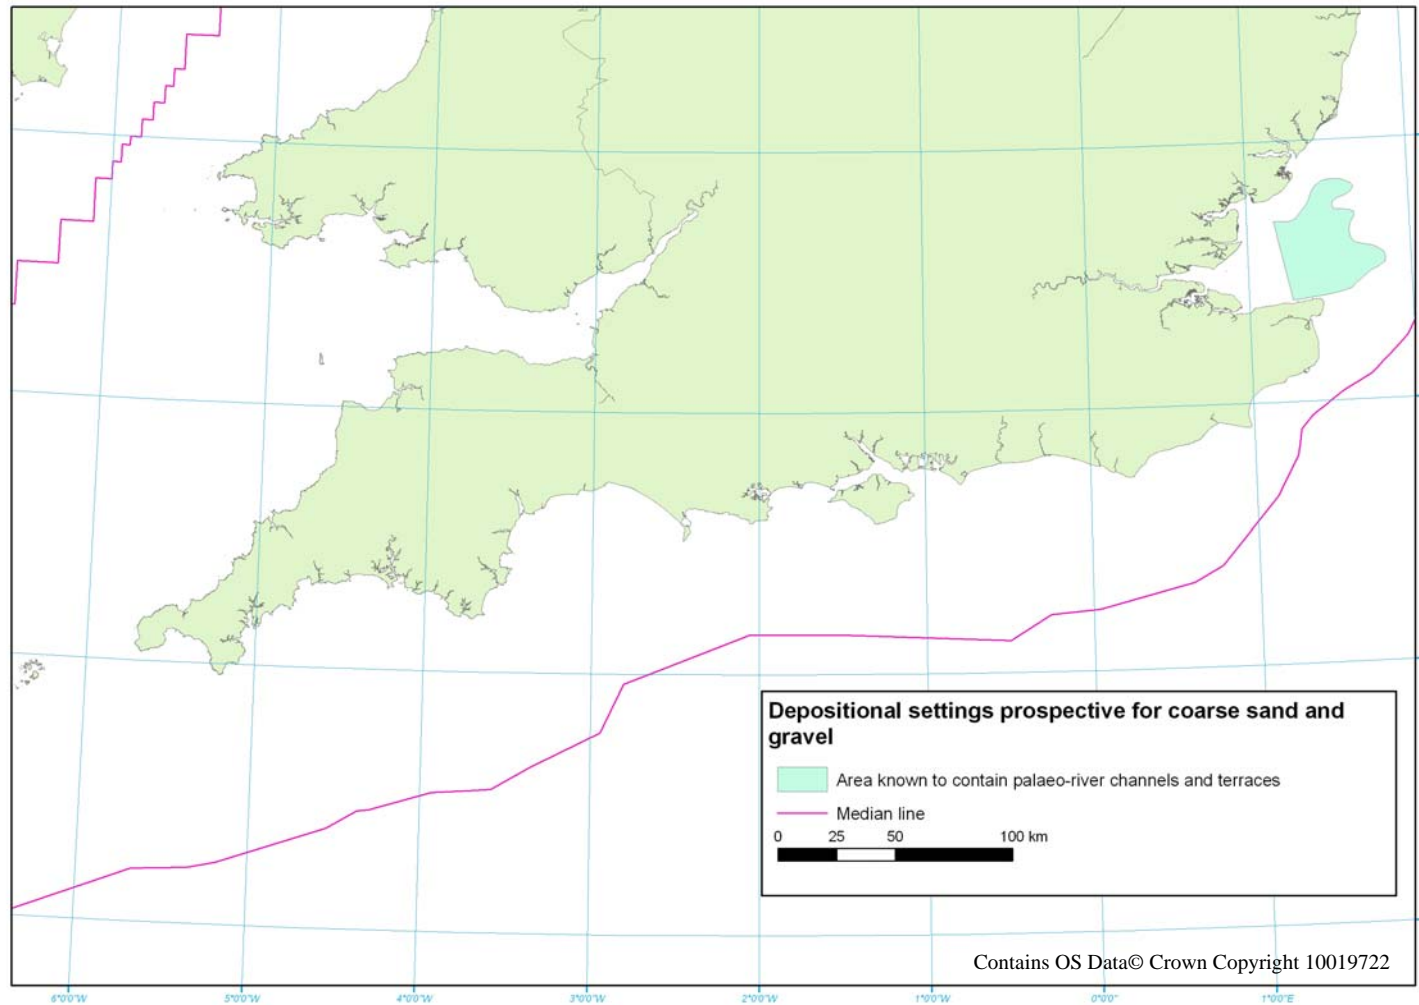 Depositional settings prospective for coarse sand and
gravel
Area known to contain palaeo-river channels and terraces
Median line
0 25 50 100 km
Contains OS Data© Crown Copyright 10019722
6°0'0"W 5°0'0"W 4°0'0"W 3°0'0"W 2°0'0"W 1°0'0"W 0°0'0" 1°0'0"E